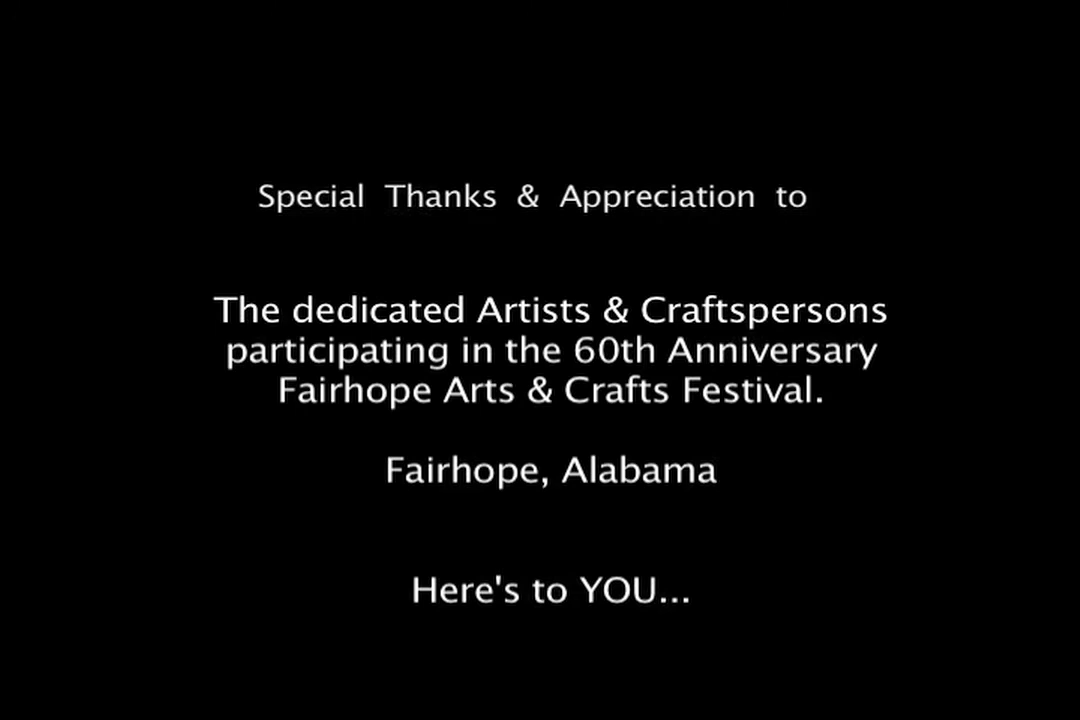 Special Thanks & Appreciation to
The dedicated Artists & Craftspersons
participating in the 60th Anniversary
Fairhope Arts & Crafts Festival.
Fairhope, Alabama
Here's to YOU...